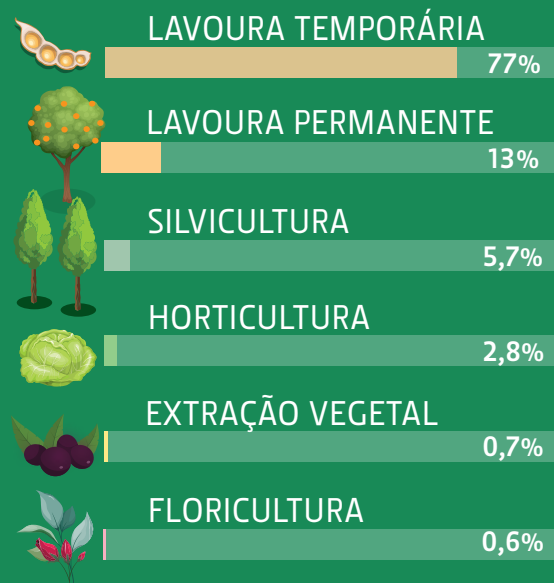 LAVOURA TEMPORÁRIA
77%
LAVOURA PERMANENTE
13%
SILVICULTURA
5,7%
HORTICULTURA
2,8%
EXTRAÇÃO VEGETAL
0,7%
FLORICULTURA
0,6%